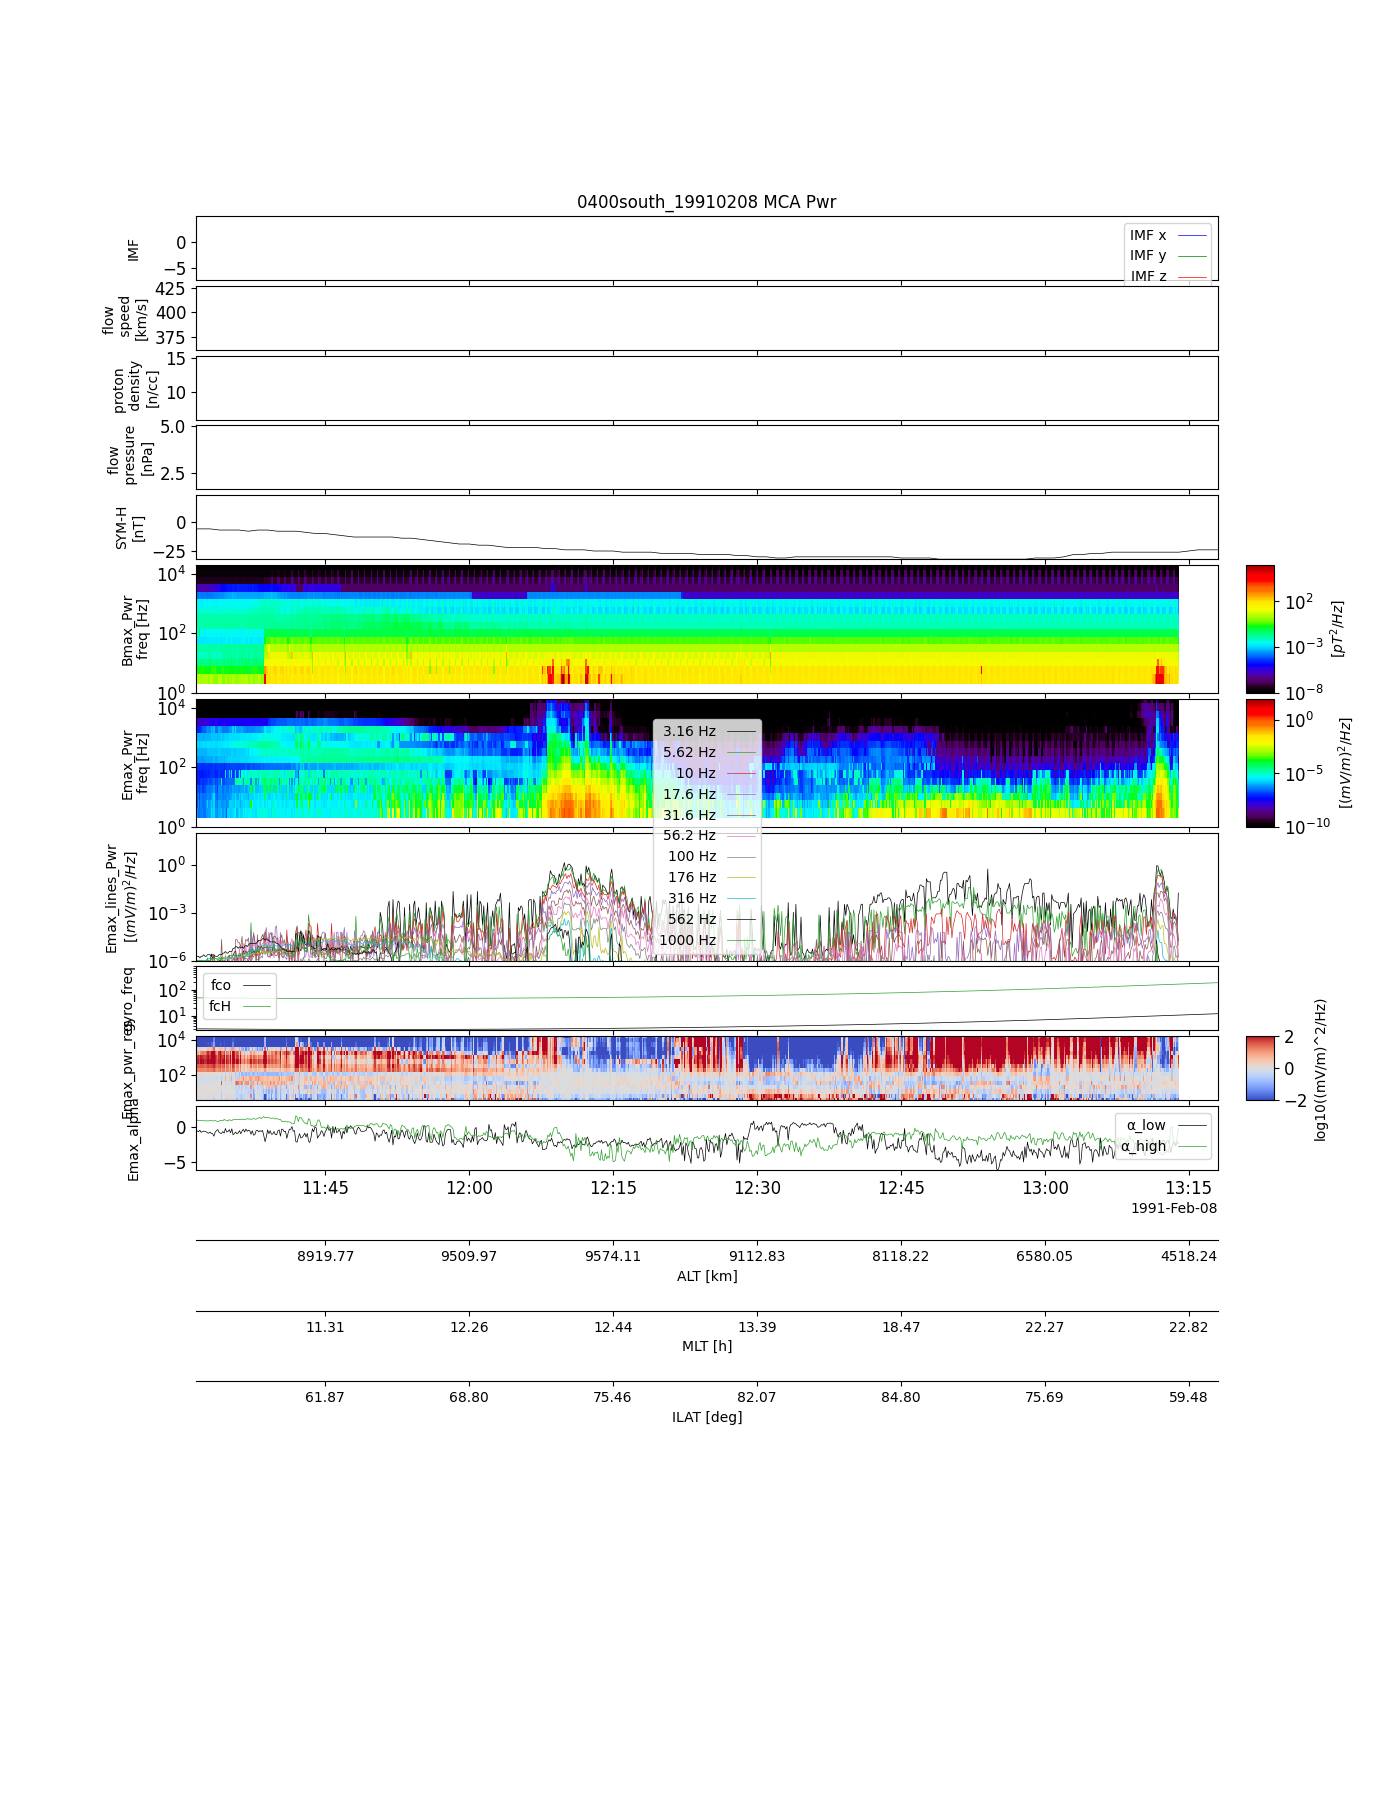 0400south_19910208 MCA Pwr
IMF
0
−5
IMF x
IMF y
IMF z
flow
speed
[km/s]
425
400
375
proton
density
[n/cc]
15
10
flow
pressure
[nPa]
5.0
2.5
SYM-H
[nT]
0
−25
Bmax_Pwr
freq [Hz]
10^4
10^2
10^0
10^2
10^−3
10^−8
[pT^2/Hz]
Emax_Pwr
freq [Hz]
10^4
10^2
10^0
10^0
10^−5
10^−10
[(mV/m)^2/Hz]
3.16 Hz
5.62 Hz
10 Hz
17.6 Hz
31.6 Hz
56.2 Hz
100 Hz
176 Hz
316 Hz
562 Hz
1000 Hz
Emax_lines_Pwr
[(mV/m)^2/Hz]
10^0
10^−3
10^−6
gyro_freq
10^2
10^1
fco
fcH
Emax_pwr_reg
10^4
10^2
2
0
−2
log10((mV/m)^2/Hz)
Emax_alpha
0
−5
α_low
α_high
11:45 12:00 12:15 12:30 12:45 13:00 13:15
1991-Feb-08
8919.77 9509.97 9574.11 9112.83 8118.22 6580.05 4518.24
ALT [km]
11.31 12.26 12.44 13.39 18.47 22.27 22.82
MLT [h]
61.87 68.80 75.46 82.07 84.80 75.69 59.48
ILAT [deg]